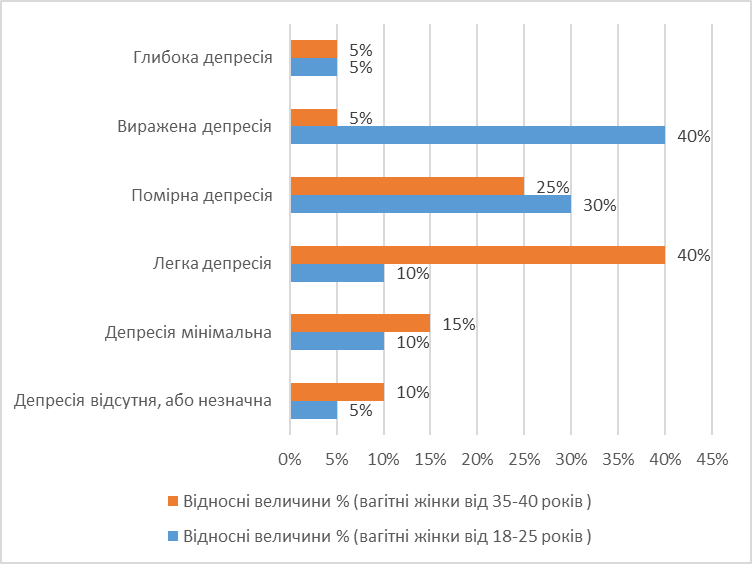 Глибока депресія
5%
5%
Виражена депресія
5%
40%
Помірна депресія
25%
30%
Легка депресія
40%
10%
Депресія мінімальна
15%
10%
Депресія відсутня, або незначна
10%
5%
0% 5% 10% 15% 20% 25% 30% 35% 40% 45%
Відносні величини % (вагітні жінки від 35-40 років )
Відносні величини % (вагітні жінки від 18-25 років )